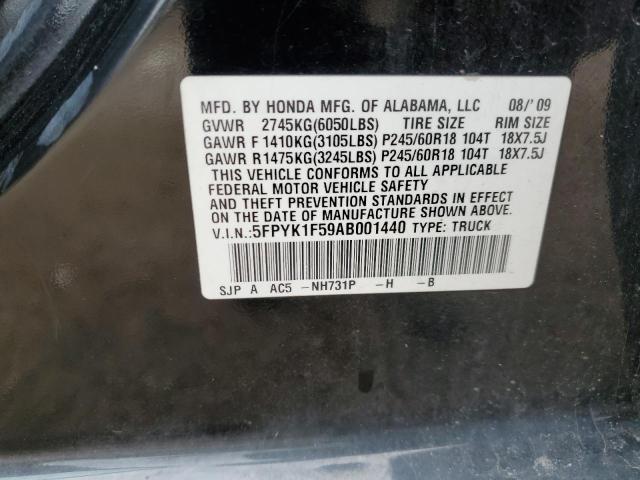 MFD. BY HONDA MFG. OF ALABAMA, LLC 08/'09
GVWR 2745KG(6050LBS) TIRE SIZE RIM SIZE
GAWR F 1410KG(3105LBS) P245/60R18 104T 18X7.5J
GAWR R 1475KG(3245LBS) P245/60R18 104T 18X7.5J
THIS VEHICLE CONFORMS TO ALL APPLICABLE
FEDERAL MOTOR VEHICLE SAFETY
AND THEFT PREVENTION STANDARDS IN EFFECT
ON THE DATE OF MANUFACTURE SHOWN ABOVE.
V.I.N.:5FPYK1F59AB001440 TYPE: TRUCK
SJP A AC5 -NH731P -H -B